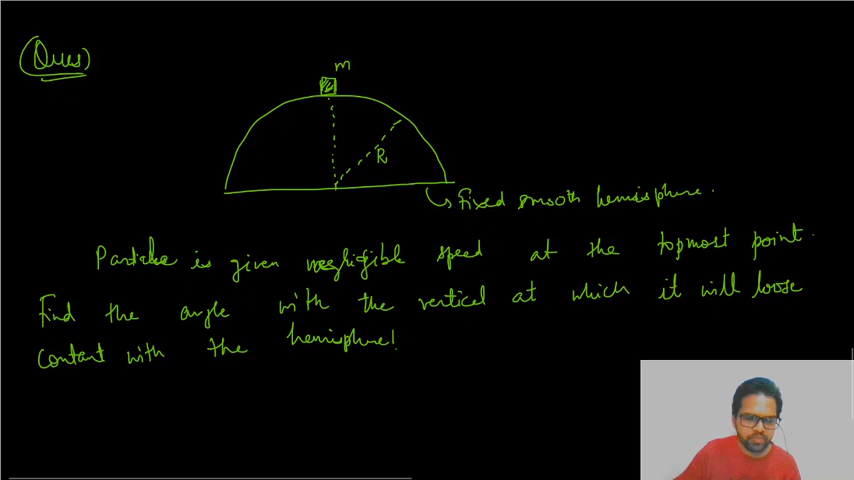 Ques
m
R
fixed smooth hemisphere.
Particle is given negligible speed at the topmost point.
Find the angle with the vertical at which it will loose
contant with the hemisphere!